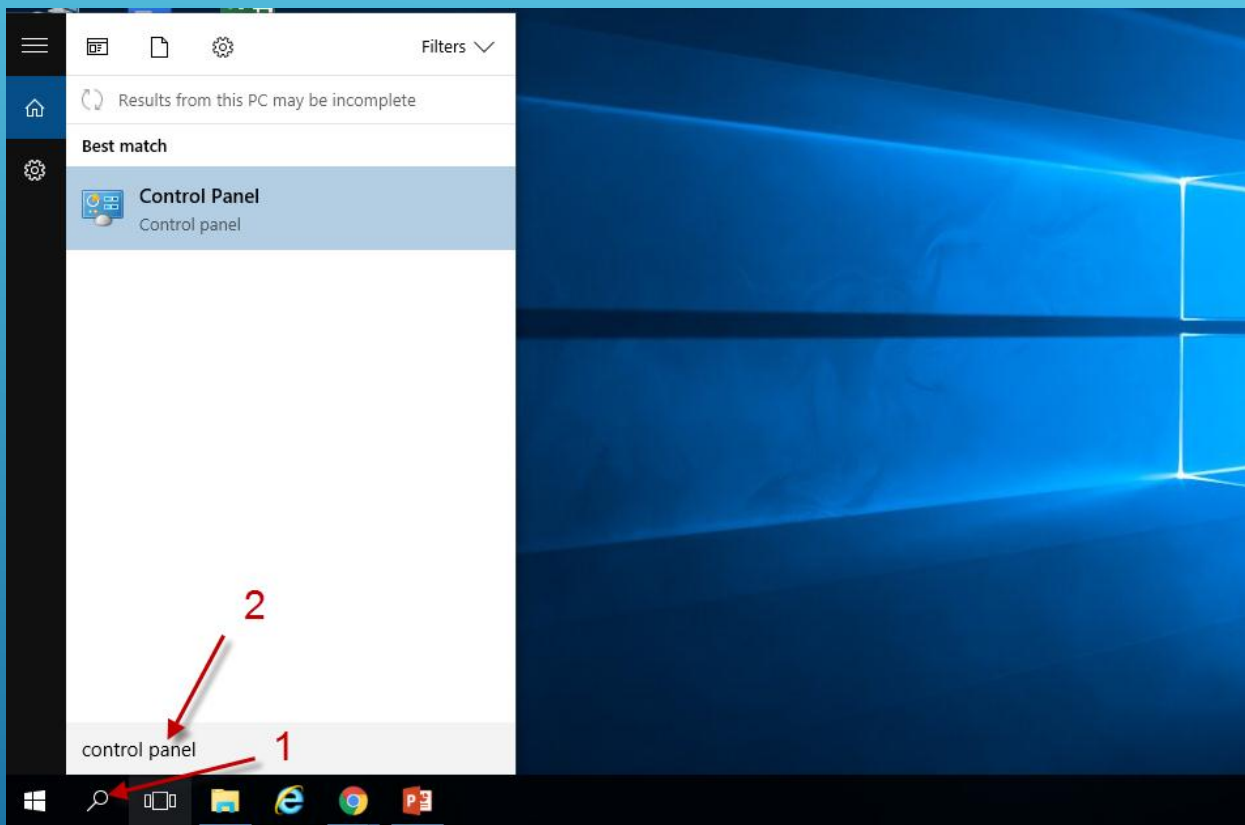 Filters
Results from this PC may be incomplete
Best match
Control Panel
Control panel
2
control panel
1